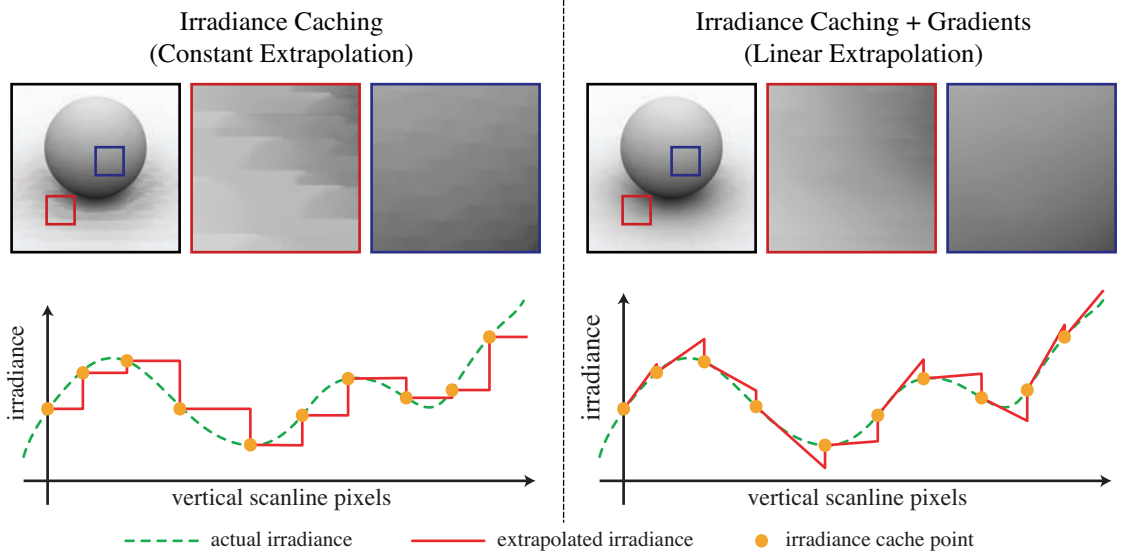 Irradiance Caching
(Constant Extrapolation)
Irradiance Caching + Gradients
(Linear Extrapolation)
irradiance
vertical scanline pixels
irradiance
vertical scanline pixels
actual irradiance
extrapolated irradiance
irradiance cache point